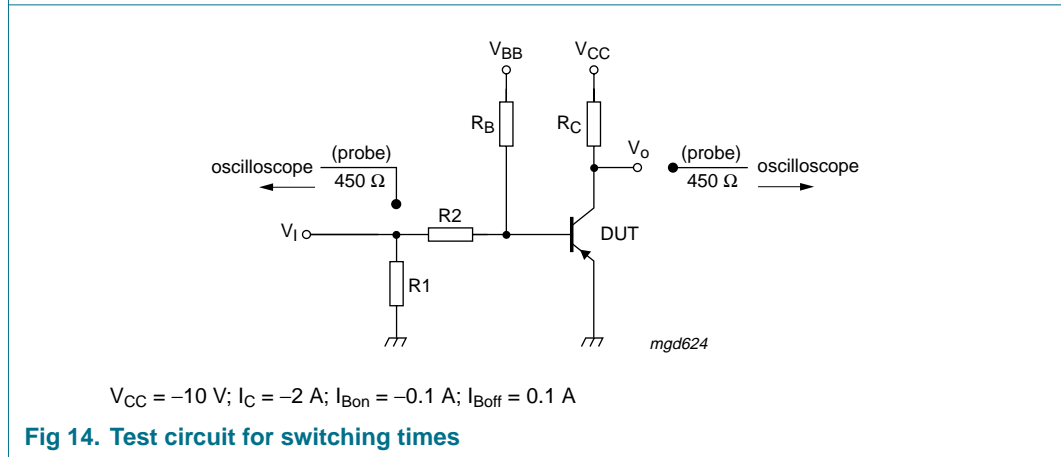 VBB
VCC
RB
RC
oscilloscope
(probe)
450 Ω
Vo
(probe)
450 Ω
oscilloscope
R2
VI
DUT
R1
mgd624
VCC = −10 V; IC = −2 A; IBon = −0.1 A; IBoff = 0.1 A
Fig 14. Test circuit for switching times